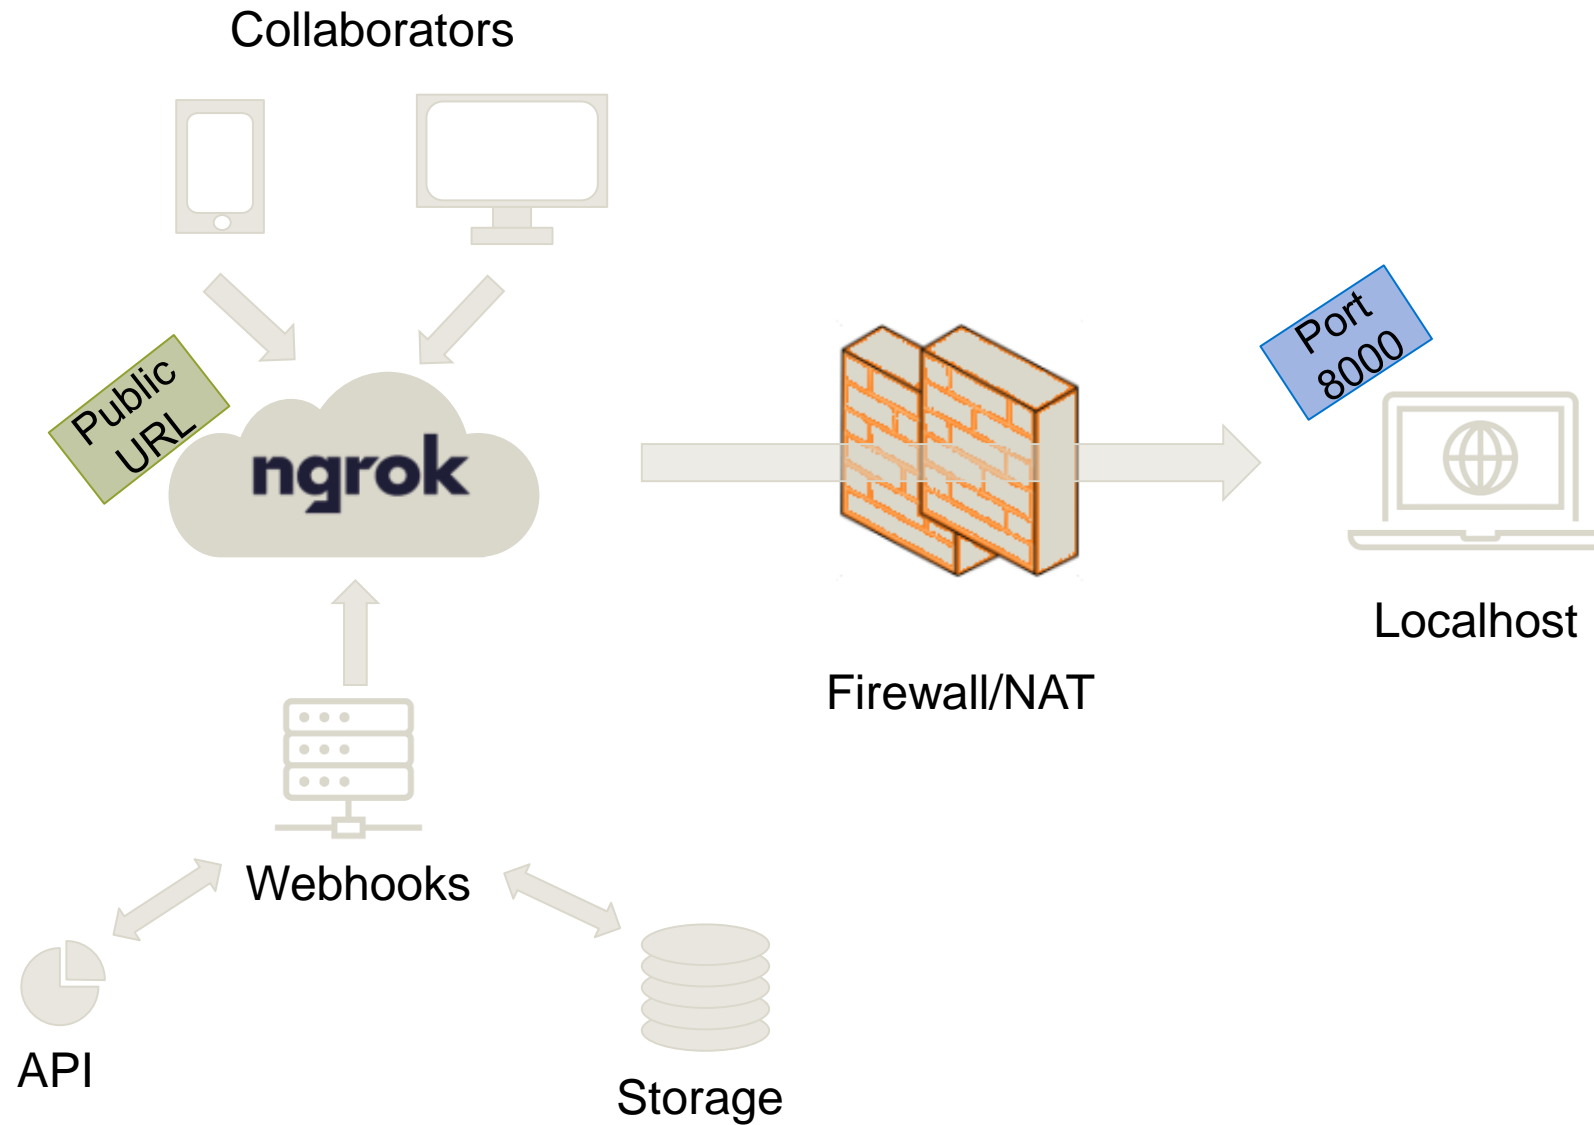 Collaborators
Public
URL
ngrok
Port
8000
Localhost
Firewall/NAT
Webhooks
API
Storage